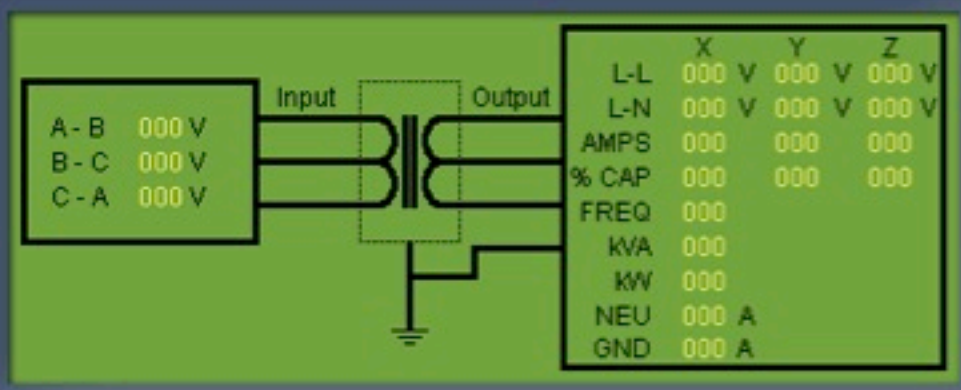 A - B 000 V
B - C 000 V
C - A 000 V
Input
Output
X Y Z
L-L 000 V 000 V 000 V
L-N 000 V 000 V 000 V
AMPS 000 000 000
% CAP 000 000 000
FREQ 000
kVA 000
kW 000
NEU 000 A
GND 000 A